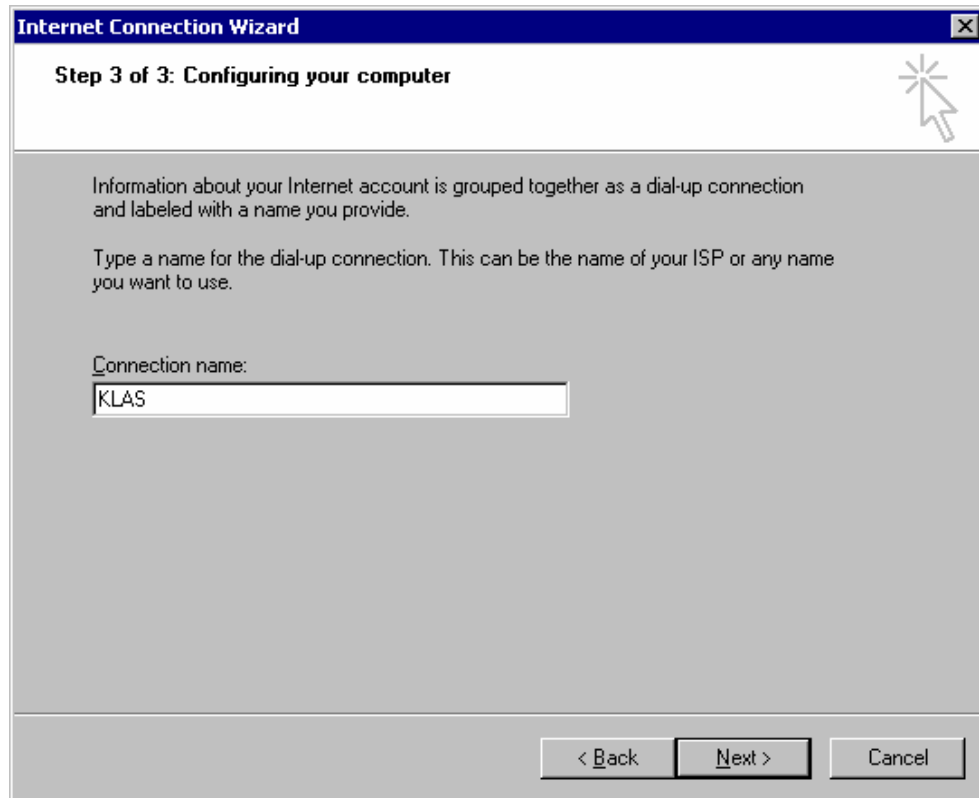 Internet Connection Wizard
Step 3 of 3: Configuring your computer
Information about your Internet account is grouped together as a dial-up connection
and labeled with a name you provide.
Type a name for the dial-up connection. This can be the name of your ISP or any name
you want to use.
Connection name:
KLAS
< Back Next > Cancel